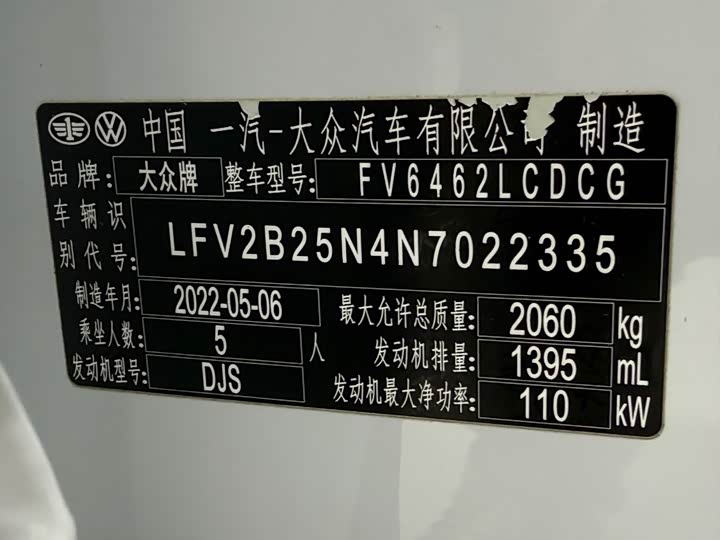 中国 一汽-大众汽车有限公司 制造
品牌: 大众牌 整车型号: FV6462LCDCG
车辆识别代号: LFV2B25N4N7022335
制造年月: 2022-05-06 最大允许总质量: 2060 kg
乘坐人数: 5 人 发动机排量: 1395 mL
发动机型号: DJS 发动机最大净功率: 110 kW